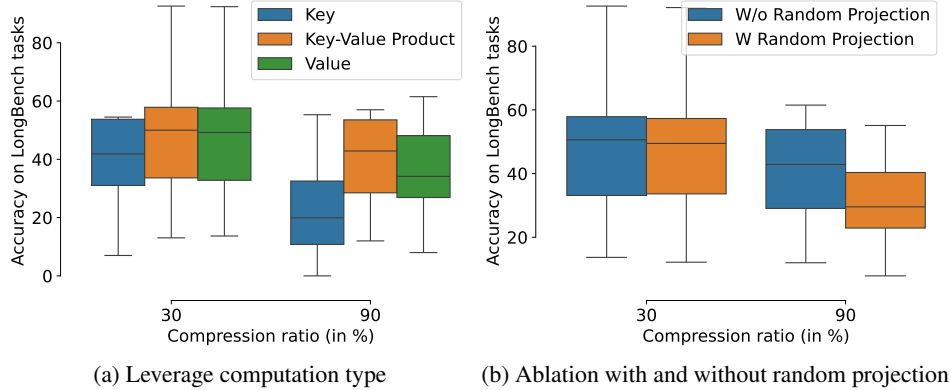 Accuracy on LongBench tasks
80
60
40
20
0
Key
Key-Value Product
Value
30
90
Compression ratio (in %)
(a) Leverage computation type
Accuracy on LongBench tasks
80
60
40
20
W/o Random Projection
W Random Projection
30
90
Compression ratio (in %)
(b) Ablation with and without random projection